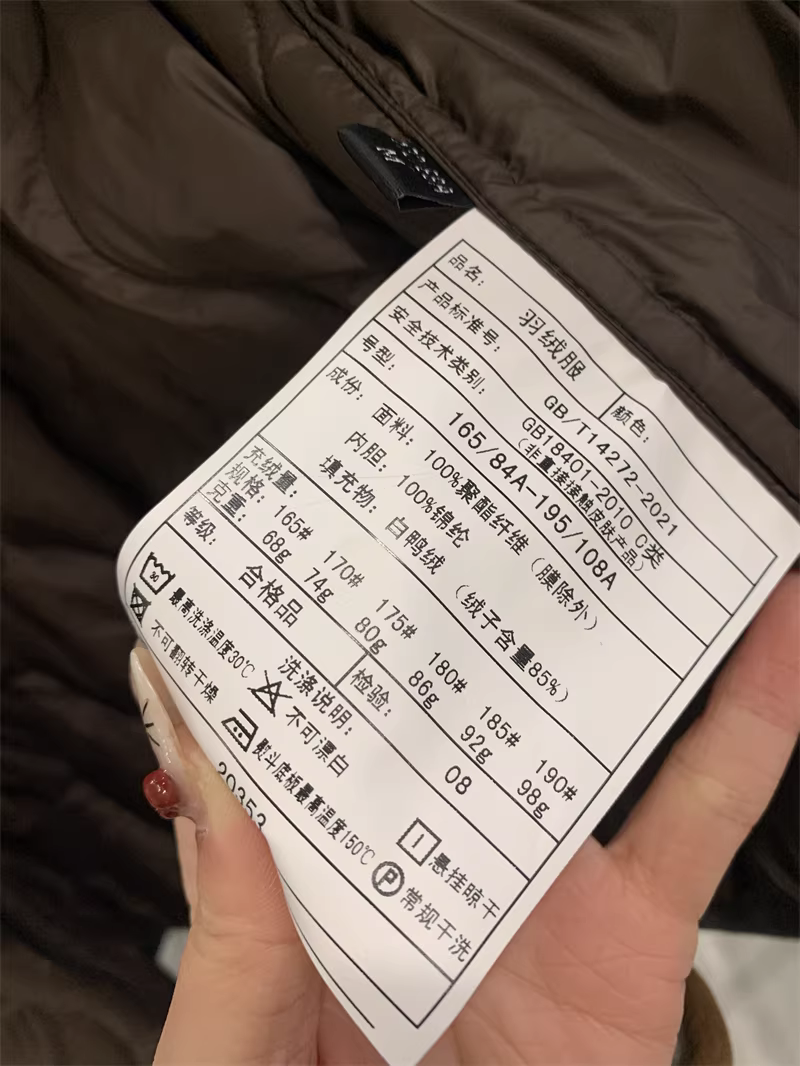 品名： 羽绒服 颜色：
产品标准号： GB/T14272-2021
安全技术类别： GB18401-2010 C类
（非直接接触皮肤产品）
号型： 165/84A-195/108A
成份： 面料： 100%聚酯纤维（膜除外）
内胆： 100%锦纶
填充物： 白鸭绒（绒子含量85%）
充绒量：
规格： 165# 170# 175# 180# 185# 190#
克重： 68g 74g 80g 86g 92g 98g
等级： 合格品 检验： 08
洗涤说明：
30 最高洗涤温度30℃ 不可漂白 I 悬挂晾干
不可翻转干燥 熨斗底板最高温度150℃ P 常规干洗